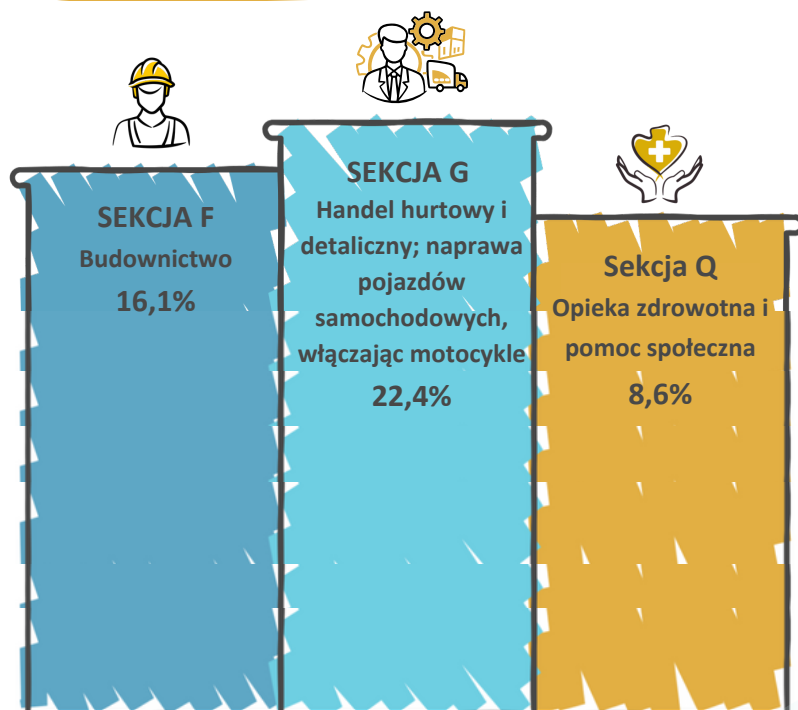 SEKCJA F
Budownictwo
16,1%
SEKCJA G
Handel hurtowy i
detaliczny; naprawa
pojazdów
samochodowych,
włączając motocykle
22,4%
Sekcja Q
Opieka zdrowotna i
pomoc społeczna
8,6%